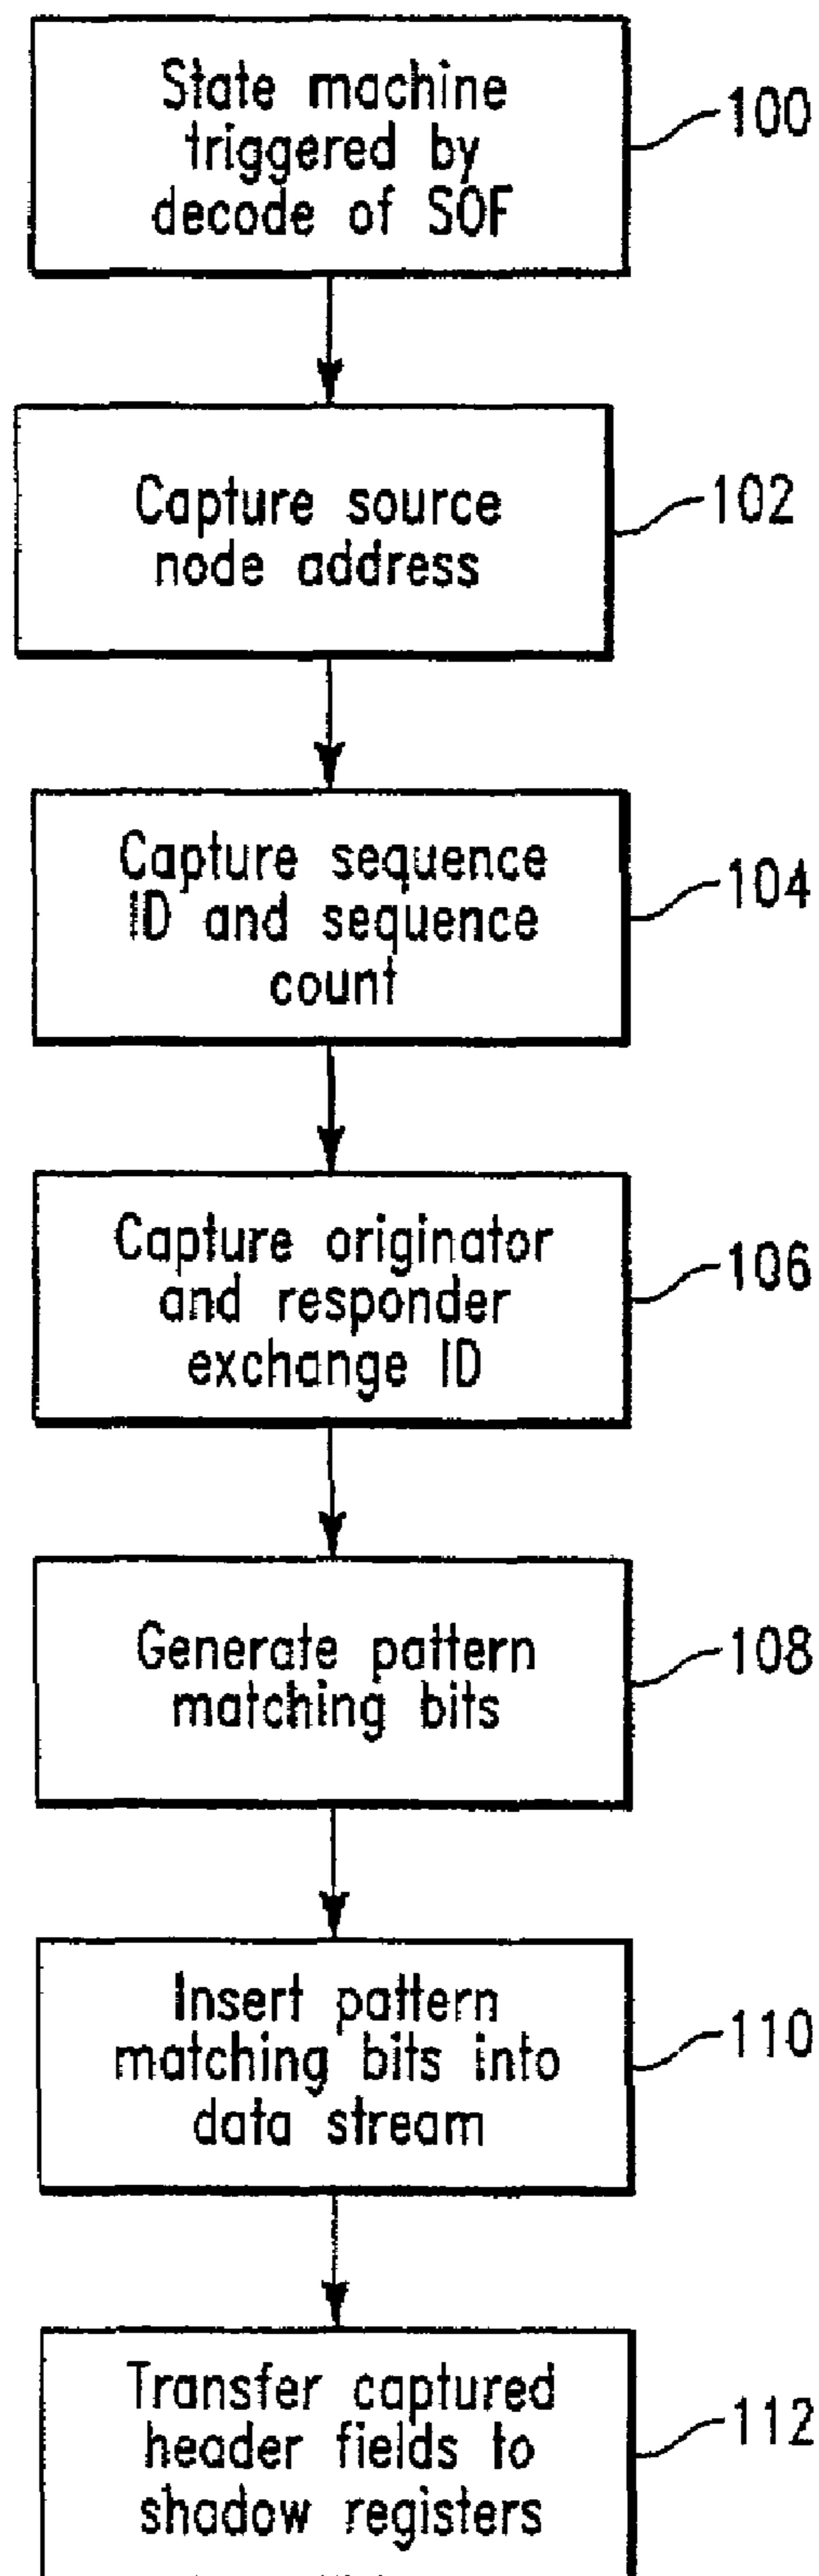 State machine
triggered by
decode of SOF
100
Capture source
node address
102
Capture sequence
ID and sequence
count
104
Capture originator
and responder
exchange ID
106
Generate pattern
matching bits
108
Insert pattern
matching bits into
data stream
110
Transfer captured
header fields to
shadow registers
112